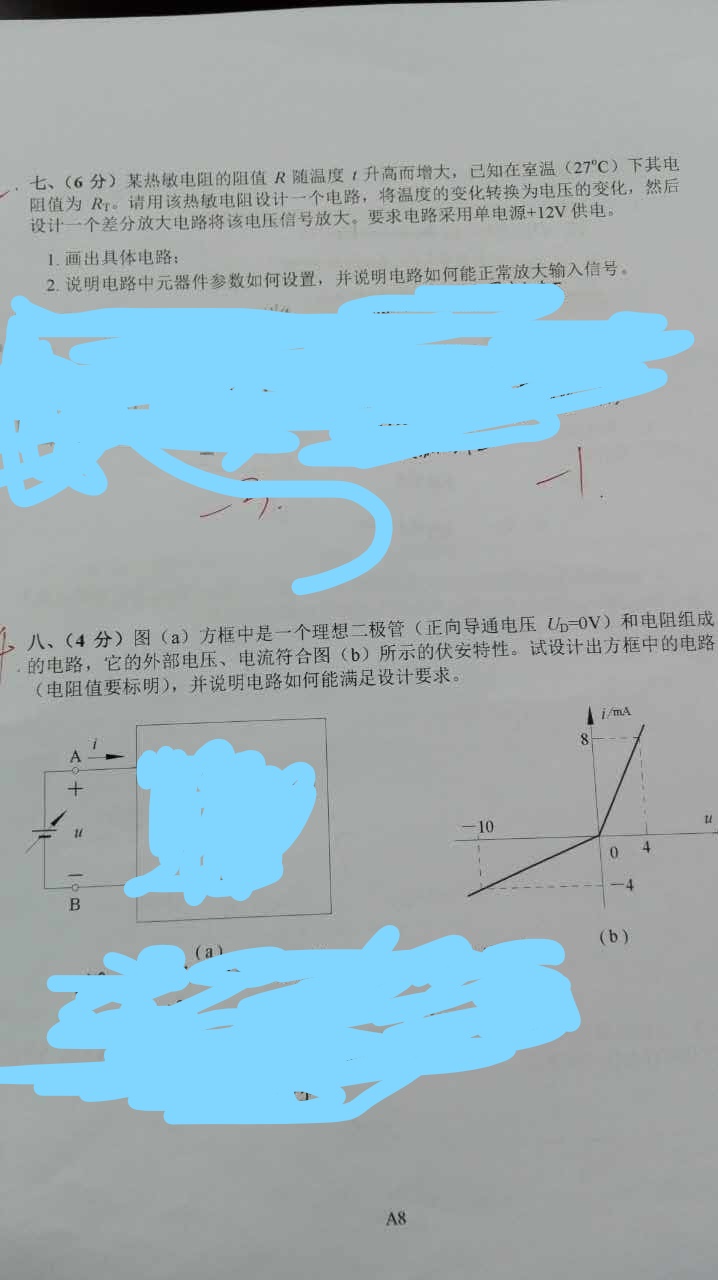 七、（6 分）某热敏电阻的阻值 R 随温度 t 升高而增大，已知在室温（27°C）下其电
阻值为 R_T。请用该热敏电阻设计一个电路，将温度的变化转换为电压的变化，然后
设计一个差分放大电路将该电压信号放大。要求电路采用单电源+12V 供电。
1. 画出具体电路；
2. 说明电路中元器件参数如何设置，并说明电路如何能正常放大输入信号。
-1.
八、（4 分）图（a）方框中是一个理想二极管（正向导通电压 U_D=0V）和电阻组成
的电路，它的外部电压、电流符合图（b）所示的伏安特性。试设计出方框中的电路
（电阻值要标明），并说明电路如何能满足设计要求。
A
i
+
u
−
B
(a)
i/mA
8
−10
u
0
4
−4
(b)
A8